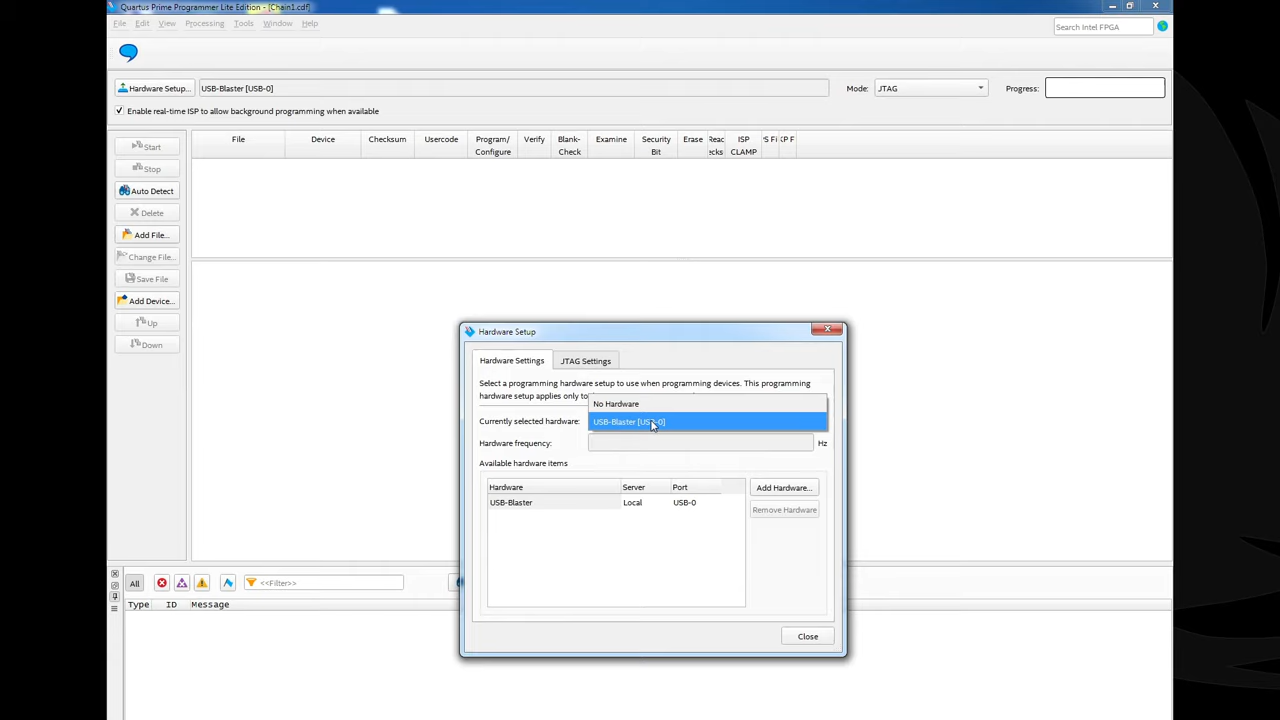 Quartus Prime Programmer Lite Edition - [Chain1.cdf]
File Edit View Processing Tools Window Help
Search Intel FPGA
Hardware Setup... USB-Blaster [USB-0] Mode: JTAG Progress:
Enable real-time ISP to allow background programming when available
File Device Checksum Usercode Program/ Configure Verify Blank- Check Examine Security Bit Erase ISP CLAMP
Start
Stop
Auto Detect
Delete
Add File...
Change File...
Save File
Add Device...
Up
Down
Hardware Setup
Hardware Settings JTAG Settings
Select a programming hardware setup to use when programming devices. This programming
hardware setup applies only to
No Hardware
Currently selected hardware: USB-Blaster [USB-0]
Hardware frequency: Hz
Available hardware items
Hardware Server Port
USB-Blaster Local USB-0
Add Hardware...
Remove Hardware
Close
All <<Filter>>
Type ID Message